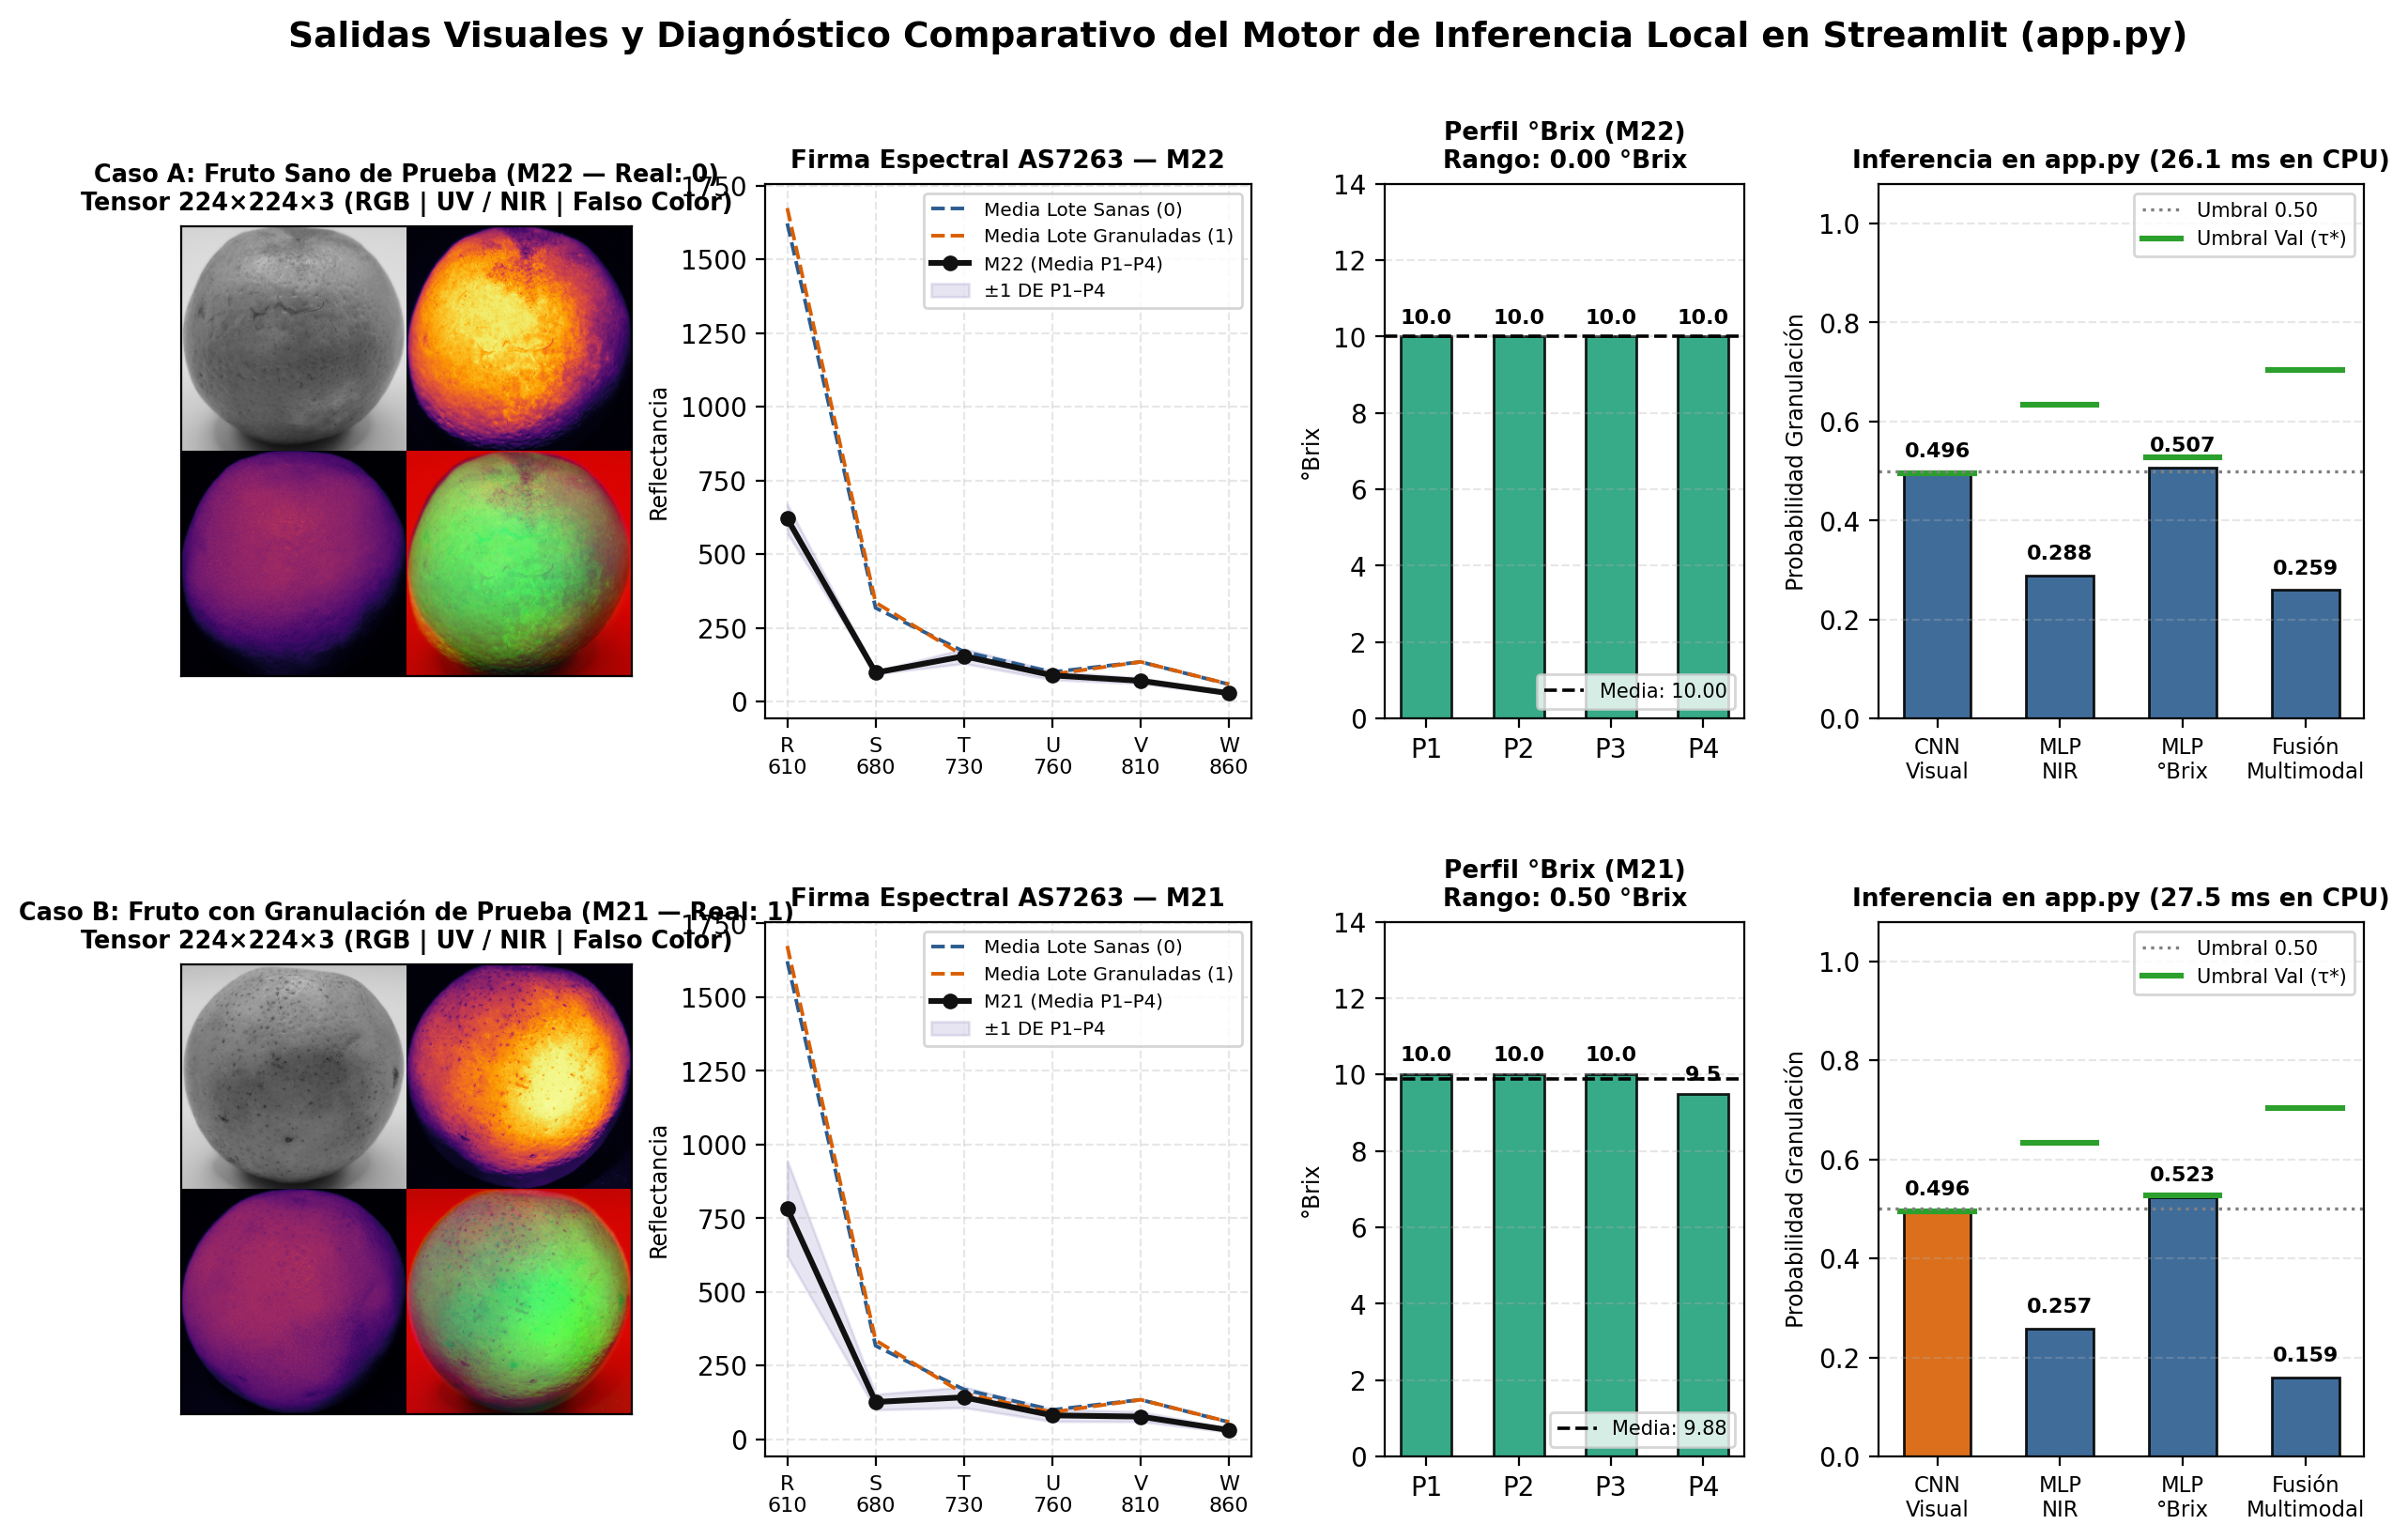 Salidas Visuales y Diagnóstico Comparativo del Motor de Inferencia Local en Streamlit (app.py)
Caso A: Fruto Sano de Prueba (M22 — Real: 0)
Tensor 224×224×3 (RGB | UV / NIR | Falso Color)
Firma Espectral AS7263 — M22
Reflectancia
1750
1500
1250
1000
750
500
250
0
Media Lote Sanas (0)
Media Lote Granuladas (1)
M22 (Media P1–P4)
±1 DE P1–P4
R S T U V W
610 680 730 760 810 860
Perfil °Brix (M22)
Rango: 0.00 °Brix
°Brix
14
12
10
8
6
4
2
0
10.0 10.0 10.0 10.0
Media: 10.00
P1 P2 P3 P4
Inferencia en app.py (26.1 ms en CPU)
Probabilidad Granulación
1.0
0.8
0.6
0.4
0.2
0.0
Umbral 0.50
Umbral Val (τ*)
0.496
0.288
0.507
0.259
CNN MLP MLP Fusión
Visual NIR °Brix Multimodal
Caso B: Fruto con Granulación de Prueba (M21 — Real: 1)
Tensor 224×224×3 (RGB | UV / NIR | Falso Color)
Firma Espectral AS7263 — M21
Reflectancia
1750
1500
1250
1000
750
500
250
0
Media Lote Sanas (0)
Media Lote Granuladas (1)
M21 (Media P1–P4)
±1 DE P1–P4
R S T U V W
610 680 730 760 810 860
Perfil °Brix (M21)
Rango: 0.50 °Brix
°Brix
14
12
10
8
6
4
2
0
10.0 10.0 10.0 9.5
Media: 9.88
P1 P2 P3 P4
Inferencia en app.py (27.5 ms en CPU)
Probabilidad Granulación
1.0
0.8
0.6
0.4
0.2
0.0
Umbral 0.50
Umbral Val (τ*)
0.496
0.257
0.523
0.159
CNN MLP MLP Fusión
Visual NIR °Brix Multimodal